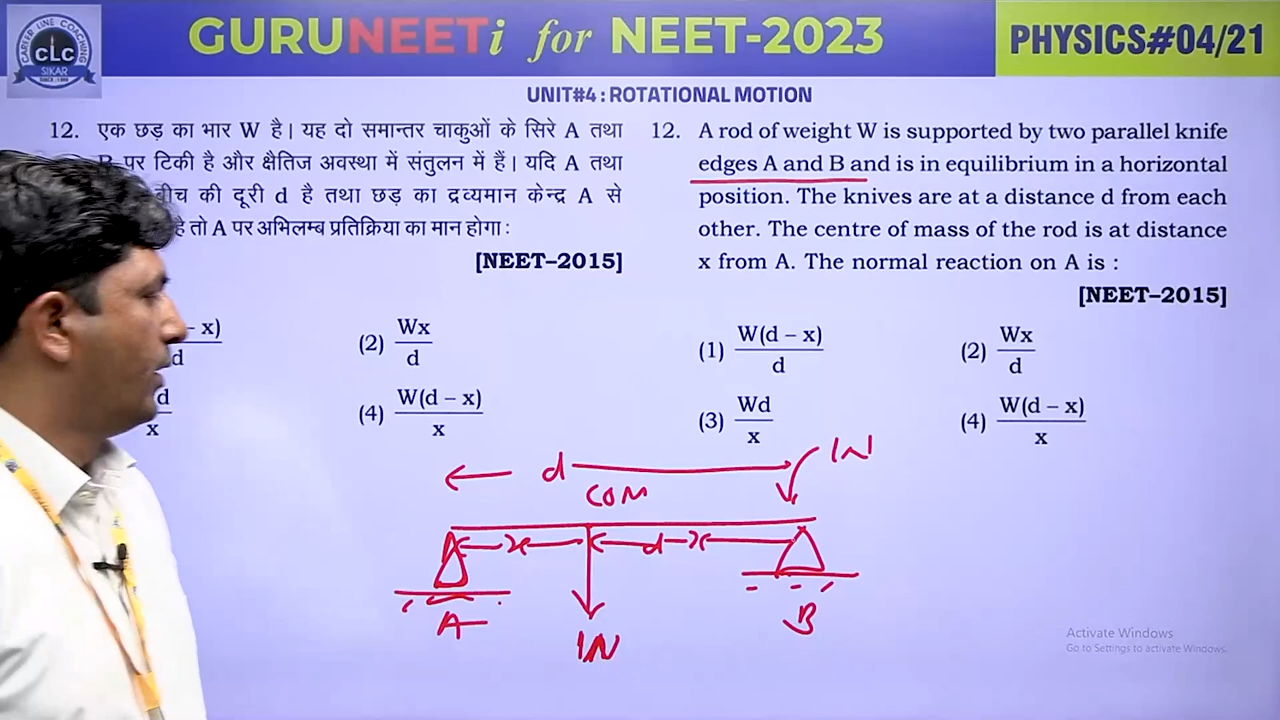 GURUNEETi for NEET-2023
PHYSICS#04/21
CAREER LINE COACHING
CLC
SIKAR
UNIT#4 : ROTATIONAL MOTION
12. एक छड़ का भार W है। यह दो समान्तर चाकुओं के सिरे A तथा
B पर टिकी है और क्षैतिज अवस्था में संतुलन में हैं। यदि A तथा
बीच की दूरी d है तथा छड़ का द्रव्यमान केन्द्र A से
है तो A पर अभिलम्ब प्रतिक्रिया का मान होगा :
[NEET–2015]
– x)
d
(2) Wx
d
d
x
(4) W(d – x)
x
12. A rod of weight W is supported by two parallel knife
edges A and B and is in equilibrium in a horizontal
position. The knives are at a distance d from each
other. The centre of mass of the rod is at distance
x from A. The normal reaction on A is :
[NEET–2015]
(1) W(d – x)
d
(2) Wx
d
(3) Wd
x
(4) W(d – x)
x
d
COM
W
x
d-x
A
B
W
Activate Windows
Go to Settings to activate Windows.